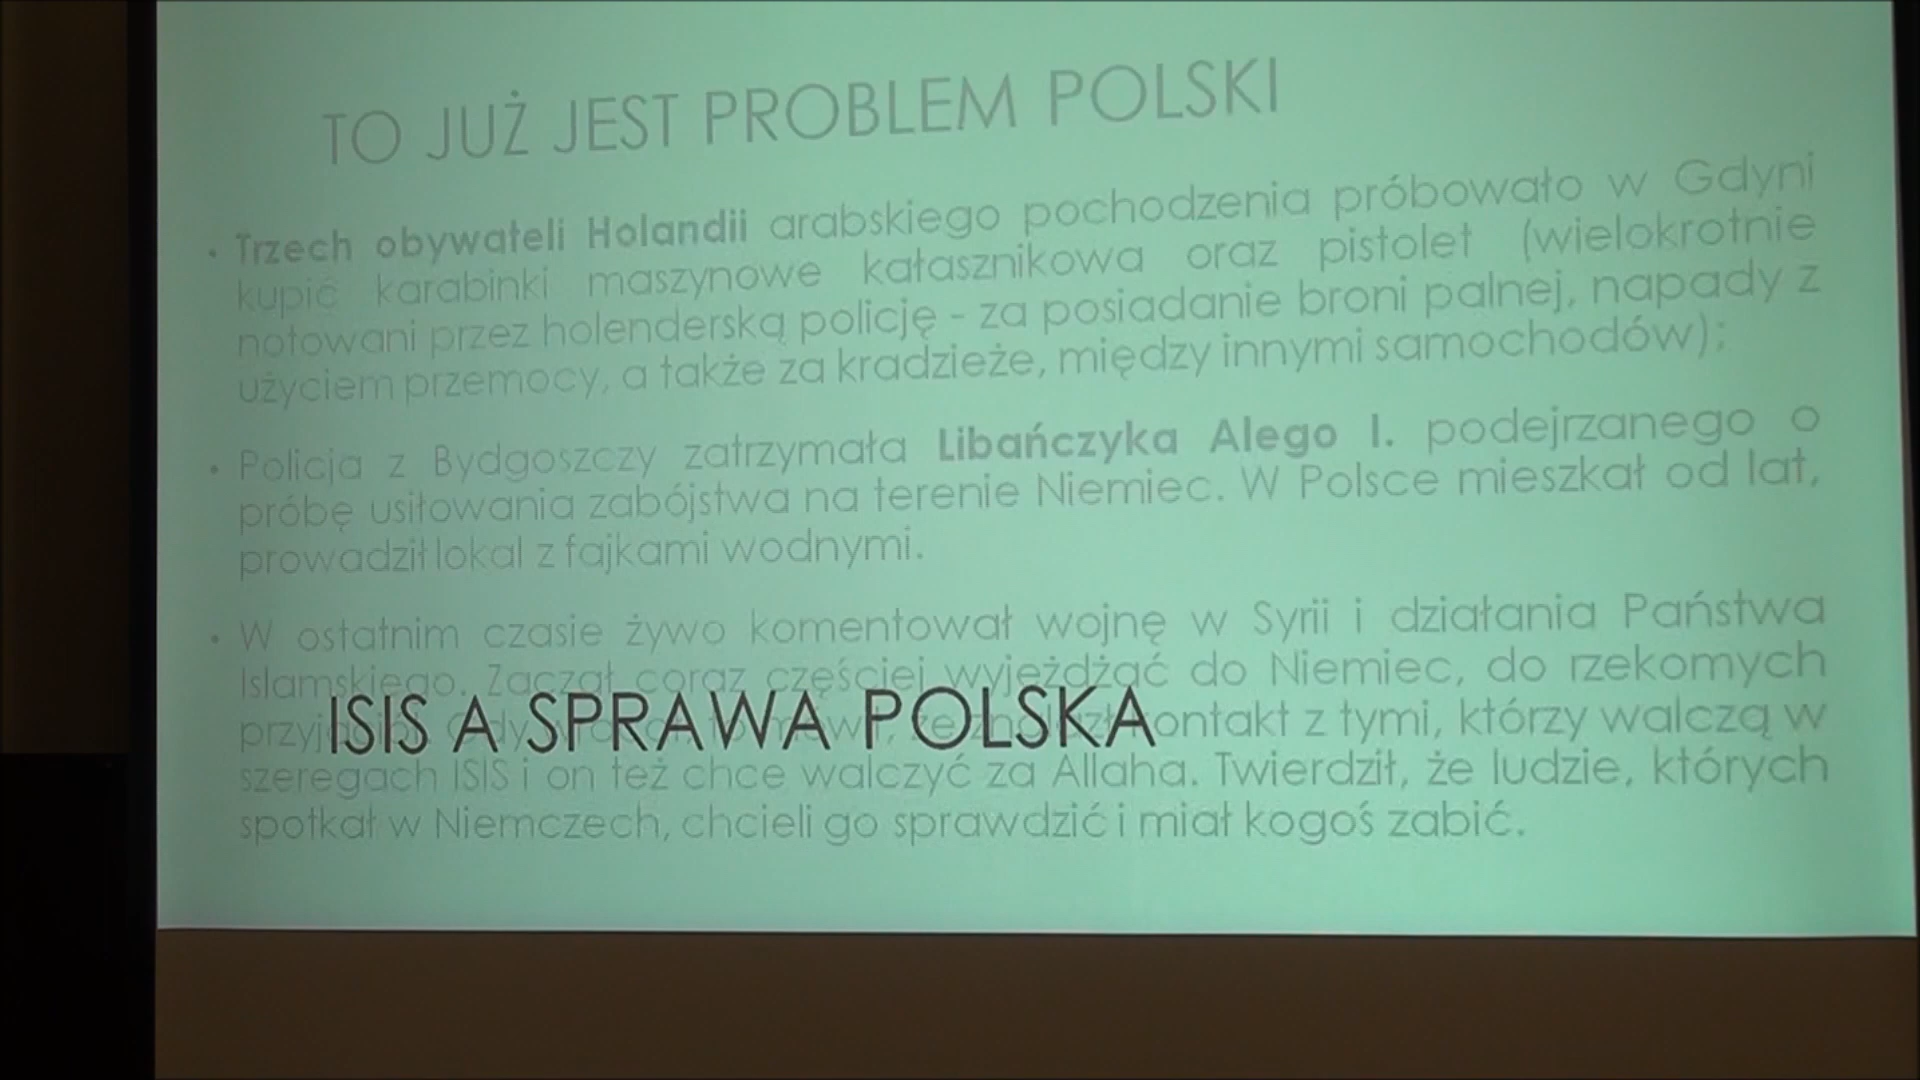 TO JUŻ JEST PROBLEM POLSKI
• Trzech obywateli Holandii arabskiego pochodzenia próbowało w Gdyni
kupić karabinki maszynowe kałasznikowa oraz pistolet (wielokrotnie
notowani przez holenderską policję - za posiadanie broni palnej, napady z
użyciem przemocy, a także za kradzieże, między innymi samochodów);
• Policja z Bydgoszczy zatrzymała Libańczyka Alego I. podejrzanego o
próbę usiłowania zabójstwa na terenie Niemiec. W Polsce mieszkał od lat,
prowadził lokal z fajkami wodnymi.
• W ostatnim czasie żywo komentował wojnę w Syrii i działania Państwa
Islamskiego. Zaczął coraz częściej wyjeżdżać do Niemiec, do rzekomych
kontakt z tymi, którzy walczą w
ISIS A SPRAWA POLSKA
szeregach ISIS i on też chce walczyć za Allaha. Twierdził, że ludzie, których
spotkał w Niemczech, chcieli go sprawdzić i miał kogoś zabić.